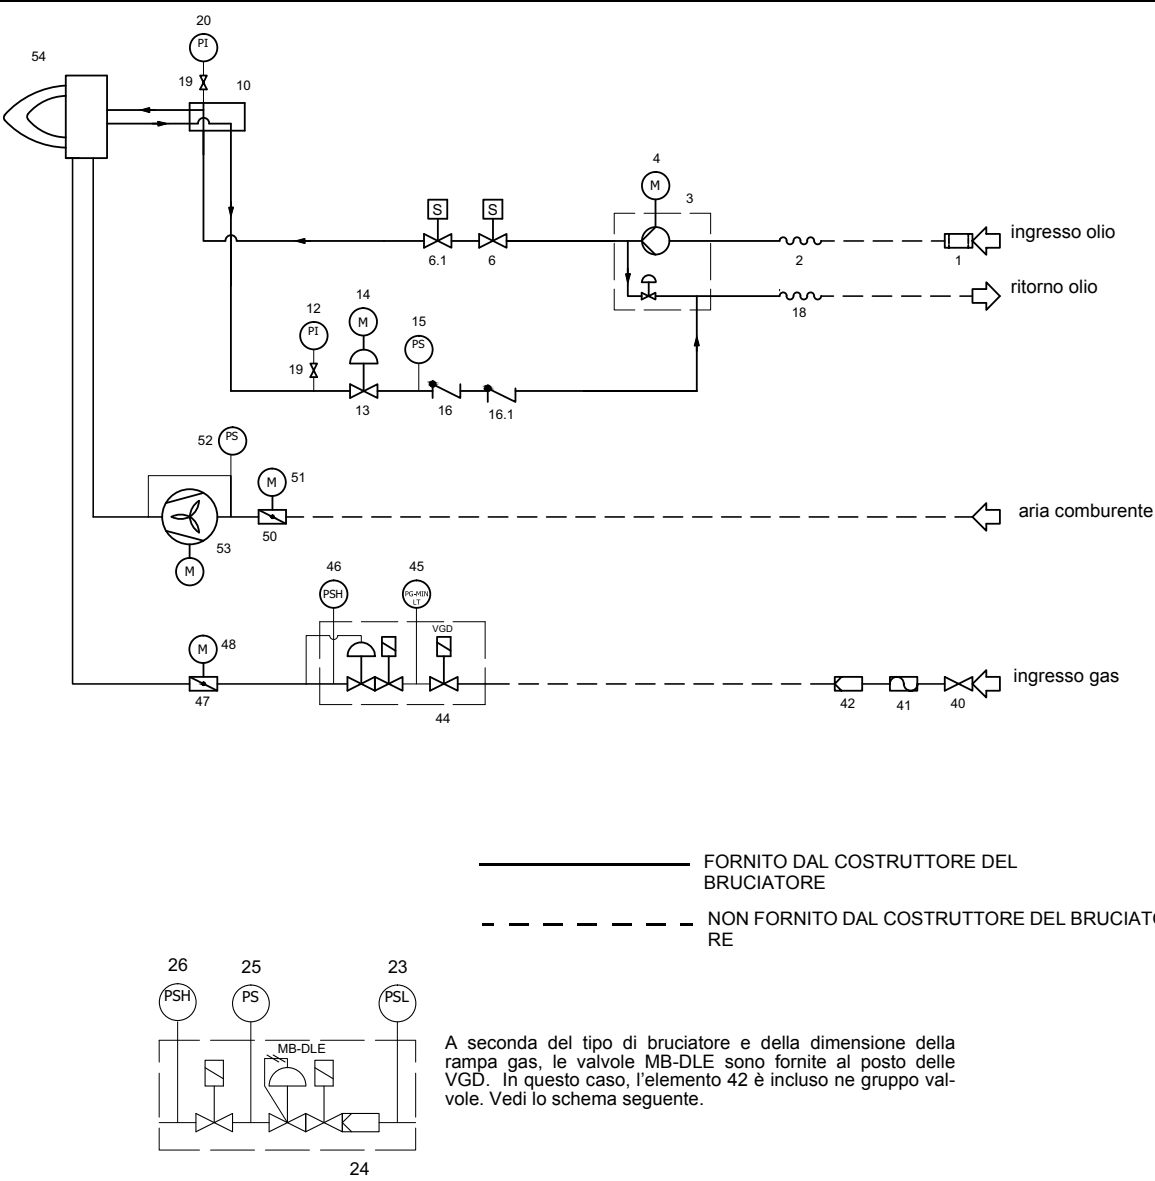 20
PI
54
19
10
4
M
3
S
S
6.1
6
2
1
ingresso olio
ritorno olio
18
12
14
15
PI
M
PS
19
13
16
16.1
52
PS
51
M
50
53
M
aria comburente
46
45
PSH
PG-MIN
LT
VGD
M
48
47
44
42
41
40
ingresso gas
FORNITO DAL COSTRUTTORE DEL
BRUCIATORE
NON FORNITO DAL COSTRUTTORE DEL BRUCIATO
RE
26
25
23
PSH
PS
PSL
MB-DLE
24
A seconda del tipo di bruciatore e della dimensione della
rampa gas, le valvole MB-DLE sono fornite al posto delle
VGD. In questo caso, l'elemento 42 è incluso ne gruppo val-
vole. Vedi lo schema seguente.